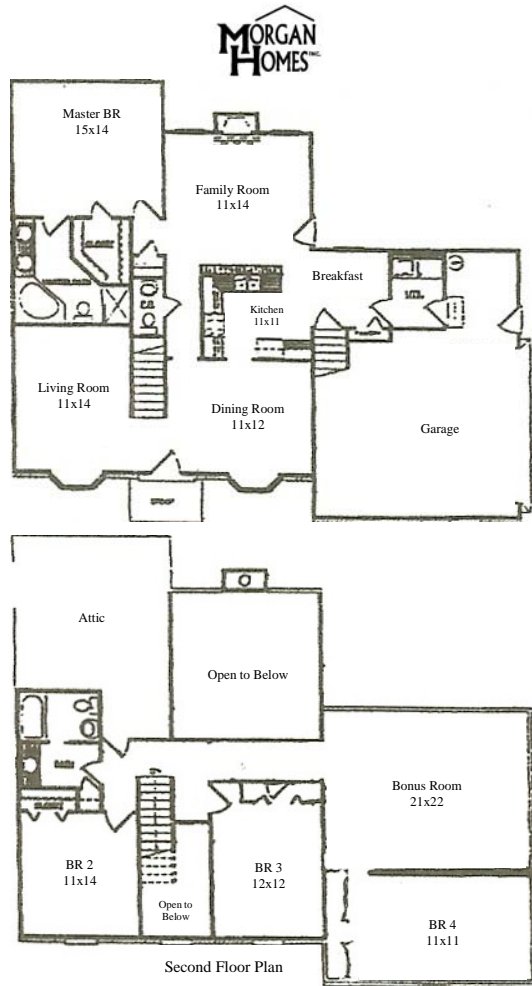 MORGAN
HOMES INC.
Master BR
15x14
Family Room
11x14
Breakfast
Kitchen
11x11
Living Room
11x14
Dining Room
11x12
Garage
STOOP
Attic
Open to Below
Bonus Room
21x22
BATH
CLOSET
BR 2
11x14
BR 3
12x12
Open to
Below
BR 4
11x11
Second Floor Plan